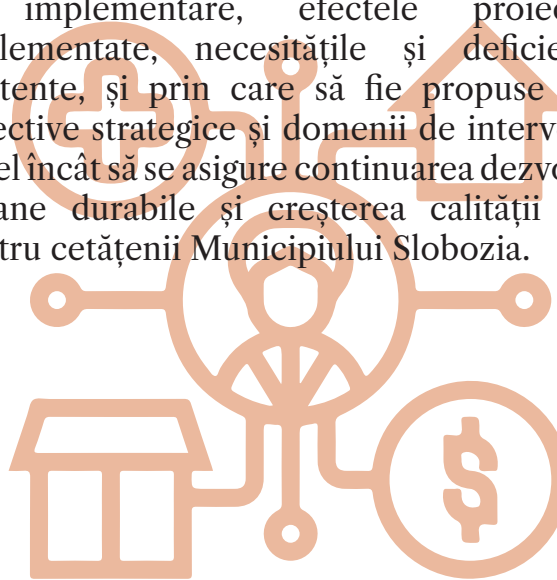 implementare, efectele proiec
lementate, necesitățile și deficie
tente, și prin care să fie propuse
ective strategice și domenii de interv
el încât să se asigure continuarea dezvo
ane durabile și creșterea calității
tru cetățenii Municipiului Slobozia.
$